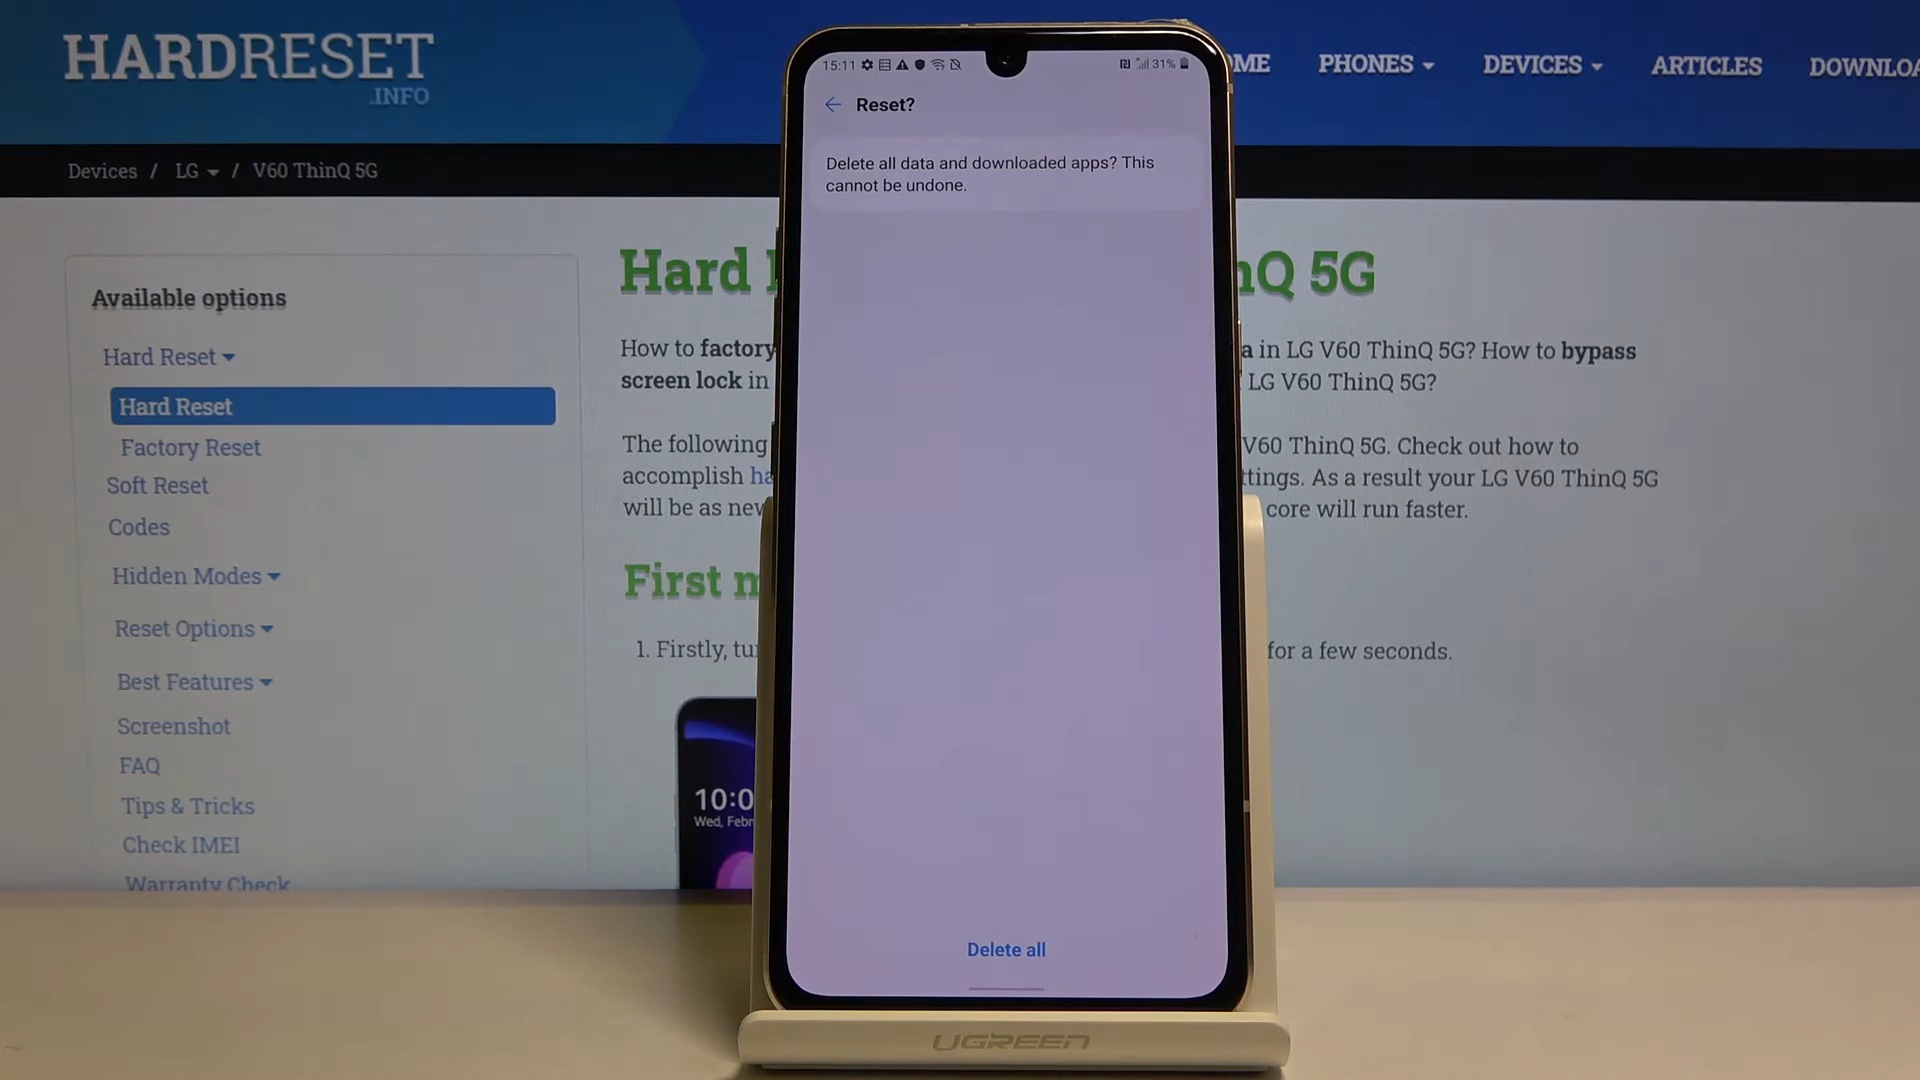 HARDRESET
.INFO
OME PHONES DEVICES ARTICLES
Devices / LG / V60 ThinQ 5G
Available options
Hard Reset
Hard Reset
Factory Reset
Soft Reset
Codes
Hidden Modes
Reset Options
Best Features
Screenshot
FAQ
Tips & Tricks
Check IMEI
Warranty Check
Hard nQ 5G
How to factory a in LG V60 ThinQ 5G? How to bypass
screen lock in LG V60 ThinQ 5G?
The following V60 ThinQ 5G. Check out how to
accomplish ha ttings. As a result your LG V60 ThinQ 5G
will be as new core will run faster.
First m
1. Firstly, tu for a few seconds.
10:0
Wed, Febr
15:11 31%
Reset?
Delete all data and downloaded apps? This
cannot be undone.
Delete all
UGREEN